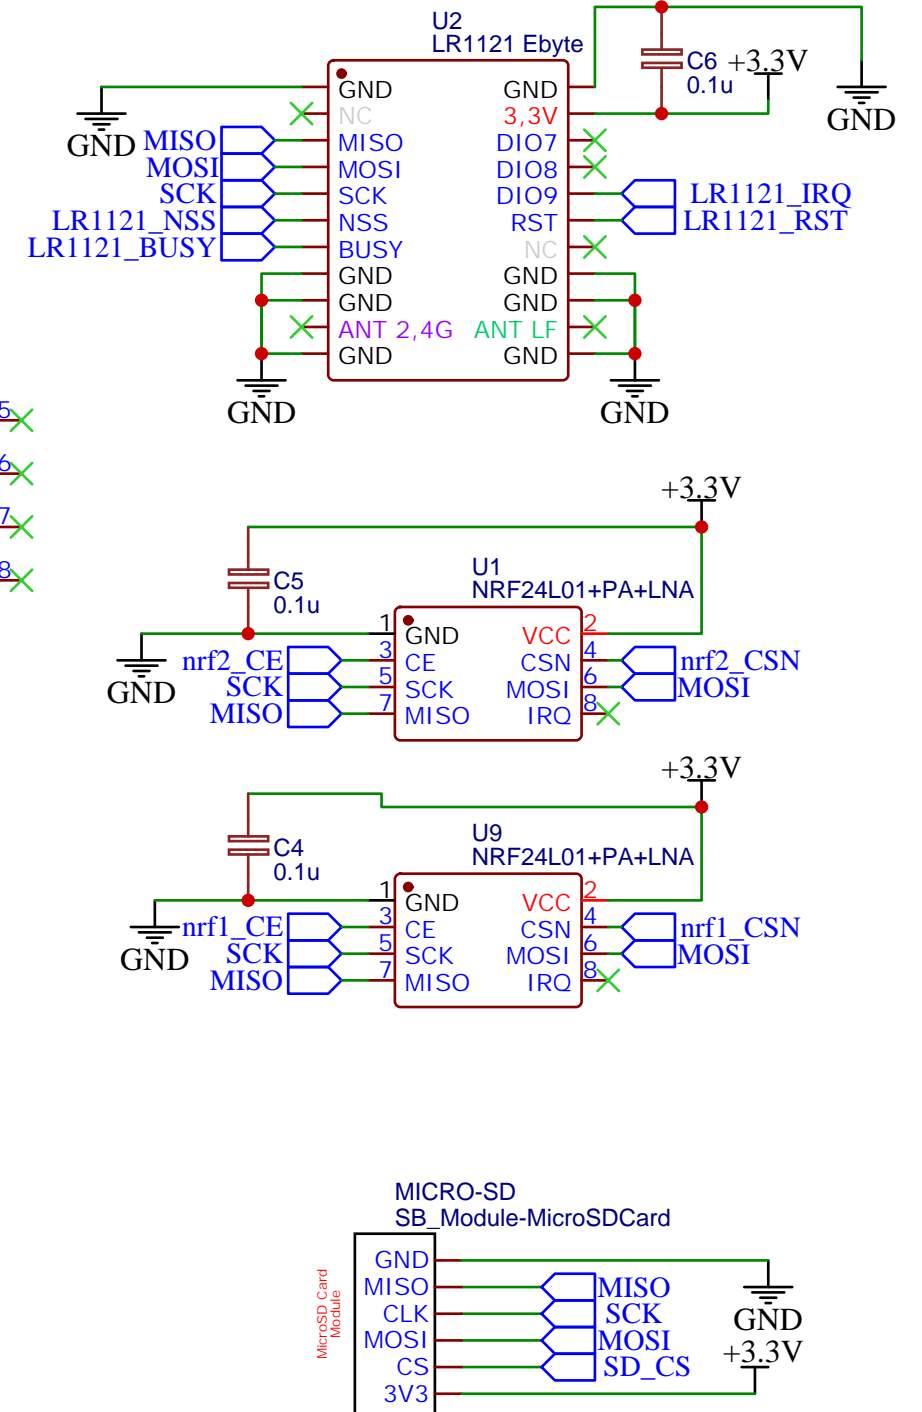 U2
LR1121 Ebyte
GND
NC
MISO
MOSI
SCK
NSS
BUSY
GND
GND
ANT 2,4G
GND
GND
3,3V
DIO7
DIO8
DIO9
RST
NC
GND
GND
ANT LF
GND
GND
MISO
MOSI
SCK
LR1121_NSS
LR1121_BUSY
GND
GND
C6
0.1u
+3.3V
GND
LR1121_IRQ
LR1121_RST
GND
5
6
7
8
+3.3V
C5
0.1u
U1
NRF24L01+PA+LNA
GND
nrf2_CE
SCK
MISO
1
3
5
7
GND
CE
SCK
MISO
VCC
CSN
MOSI
IRQ
2
4
6
8
nrf2_CSN
MOSI
+3.3V
C4
0.1u
U9
NRF24L01+PA+LNA
GND
nrf1_CE
SCK
MISO
1
3
5
7
GND
CE
SCK
MISO
VCC
CSN
MOSI
IRQ
2
4
6
8
nrf1_CSN
MOSI
MICRO-SD
SB_Module-MicroSDCard
MicroSD Card
Module
GND
MISO
CLK
MOSI
CS
3V3
MISO
SCK
MOSI
SD_CS
GND
+3.3V